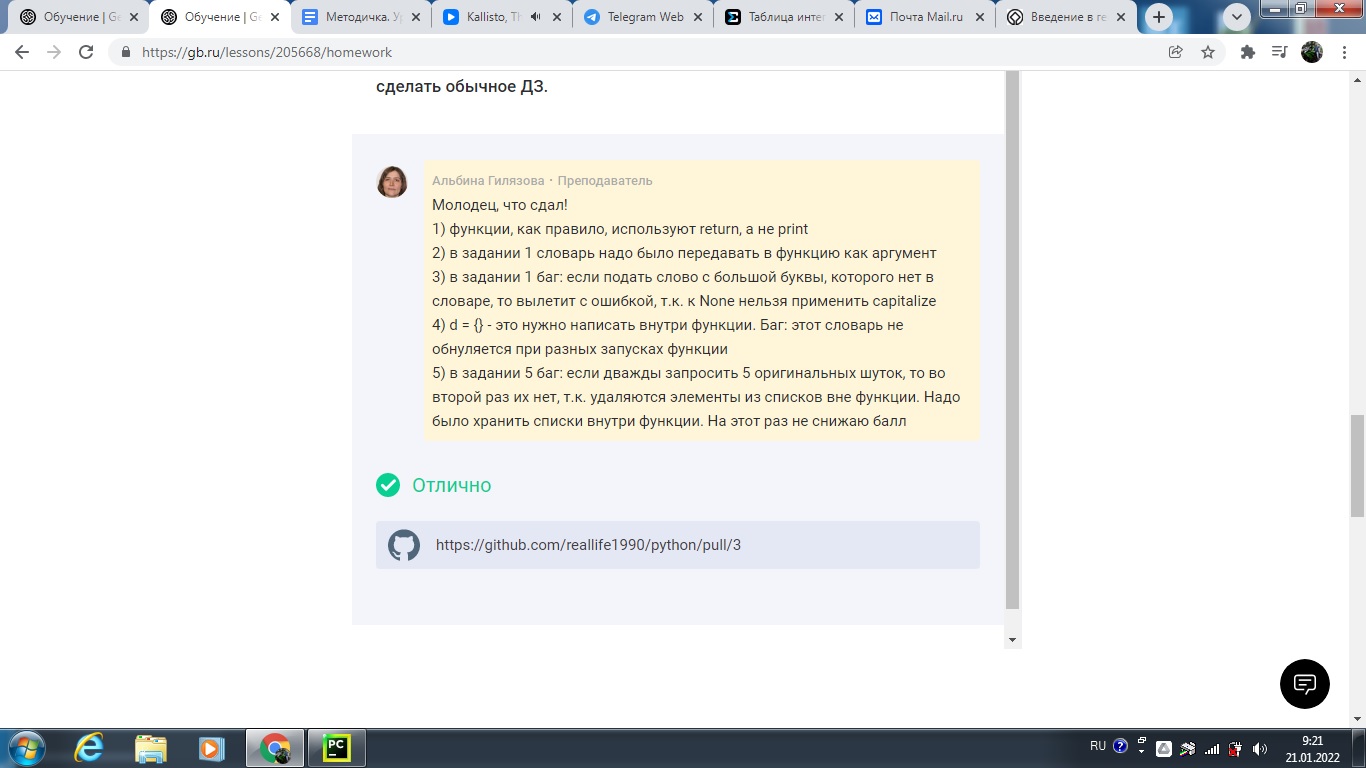 Обучение | Ge
Обучение | Ge
Методичка. Ур
Kallisto, Th
Telegram Web
Таблица интег
Почта Mail.ru
Введение в ге
https://gb.ru/lessons/205668/homework
сделать обычное ДЗ.
Альбина Гилязова · Преподаватель
Молодец, что сдал!
1) функции, как правило, используют return, а не print
2) в задании 1 словарь надо было передавать в функцию как аргумент
3) в задании 1 баг: если подать слово с большой буквы, которого нет в
словаре, то вылетит с ошибкой, т.к. к None нельзя применить capitalize
4) d = {} - это нужно написать внутри функции. Баг: этот словарь не
обнуляется при разных запусках функции
5) в задании 5 баг: если дважды запросить 5 оригинальных шуток, то во
второй раз их нет, т.к. удаляются элементы из списков вне функции. Надо
было хранить списки внутри функции. На этот раз не снижаю балл
Отлично
https://github.com/reallife1990/python/pull/3
PC
RU
9:21
21.01.2022